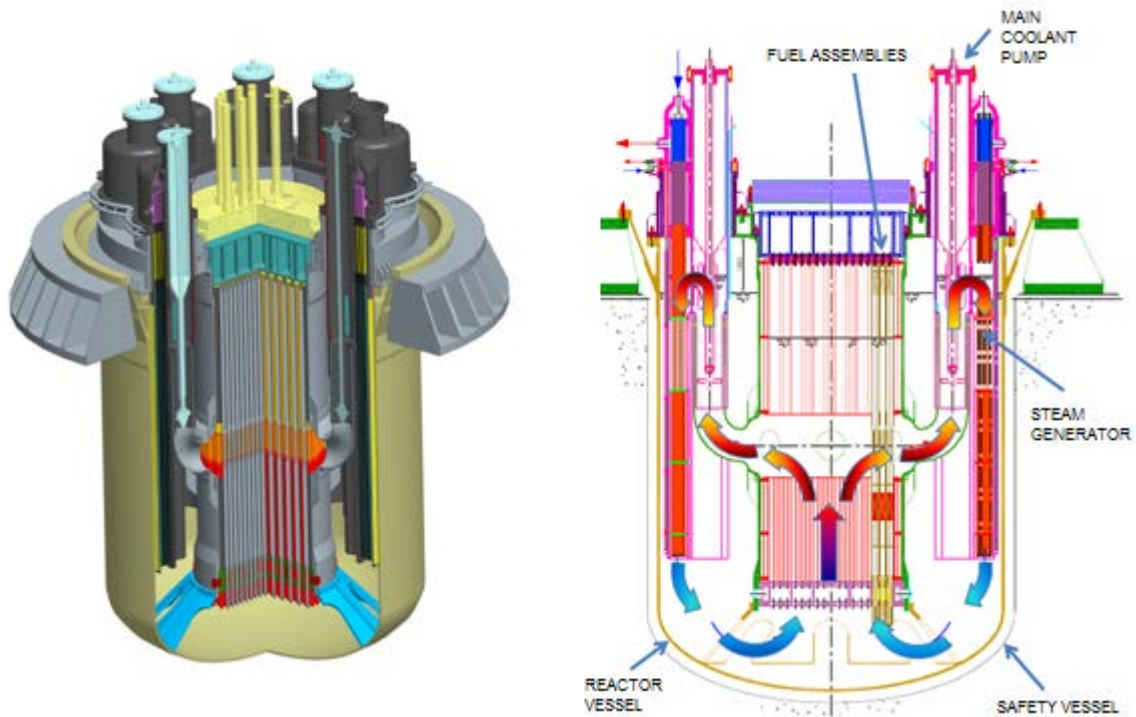 MAIN
COOLANT
PUMP
FUEL ASSEMBLIES
STEAM
GENERATOR
REACTOR
VESSEL
SAFETY VESSEL